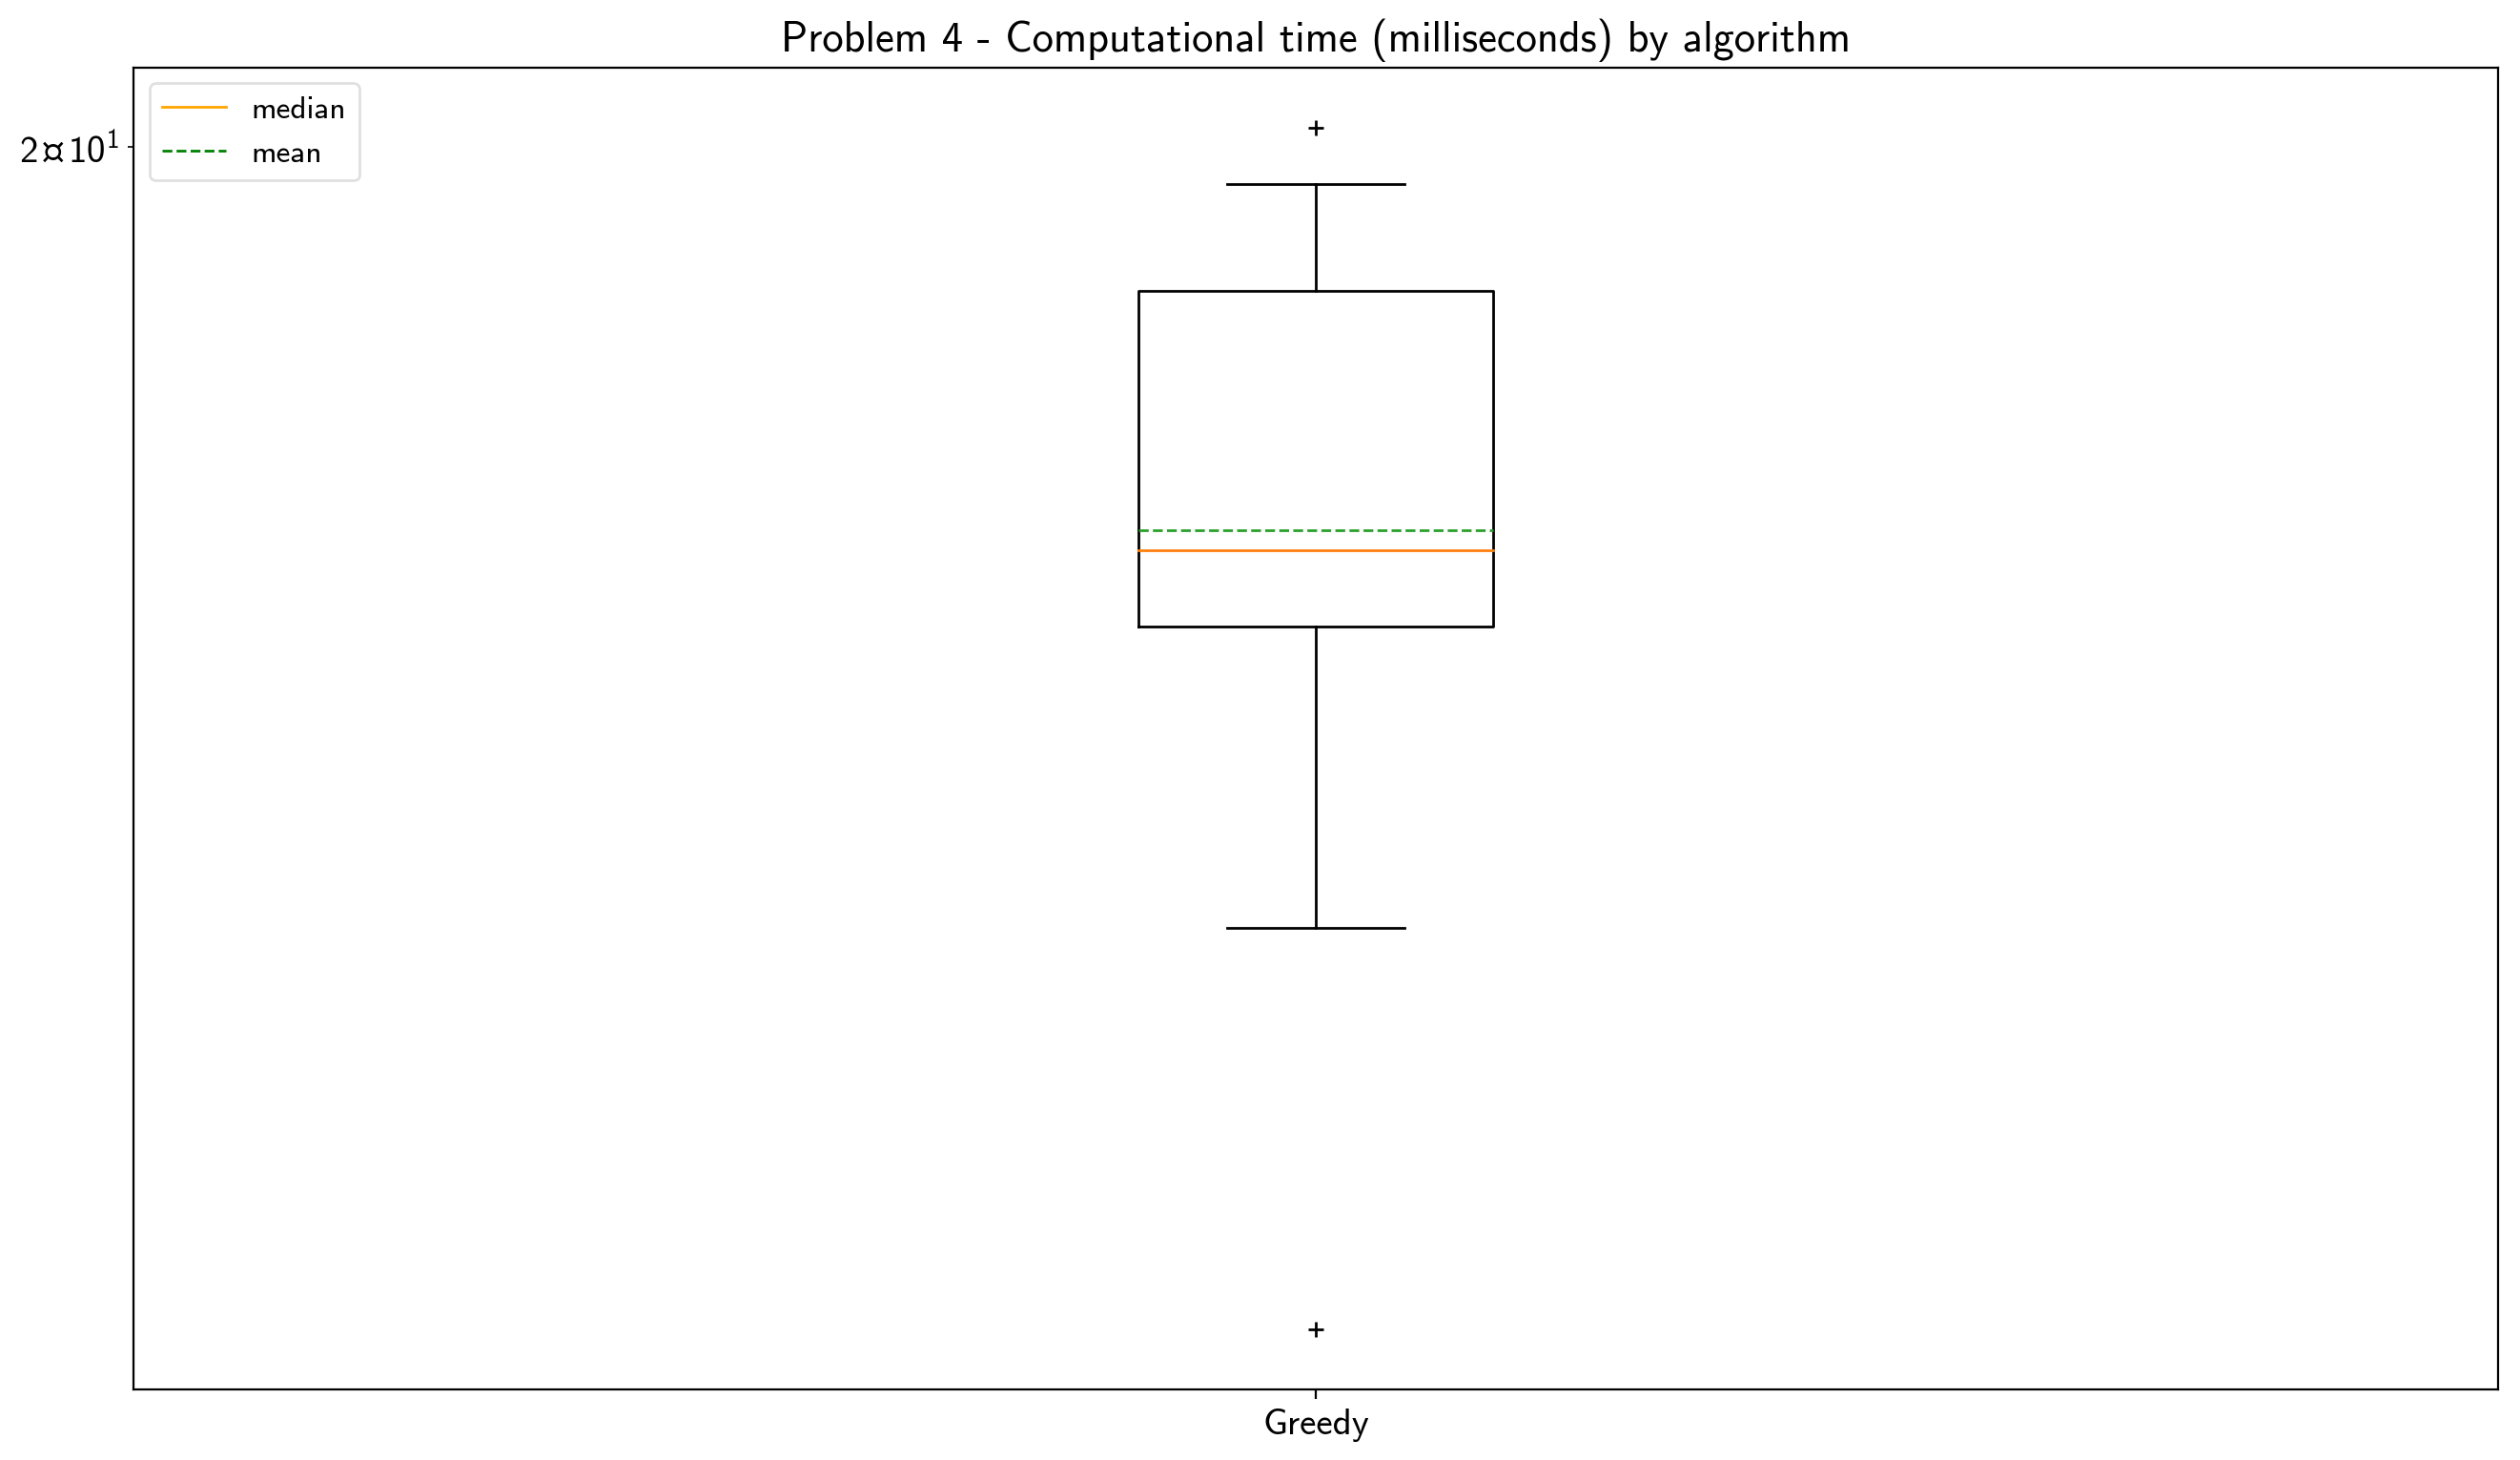 Problem 4 - Computational time (milliseconds) by algorithm
median
mean
2¤10¹
Greedy